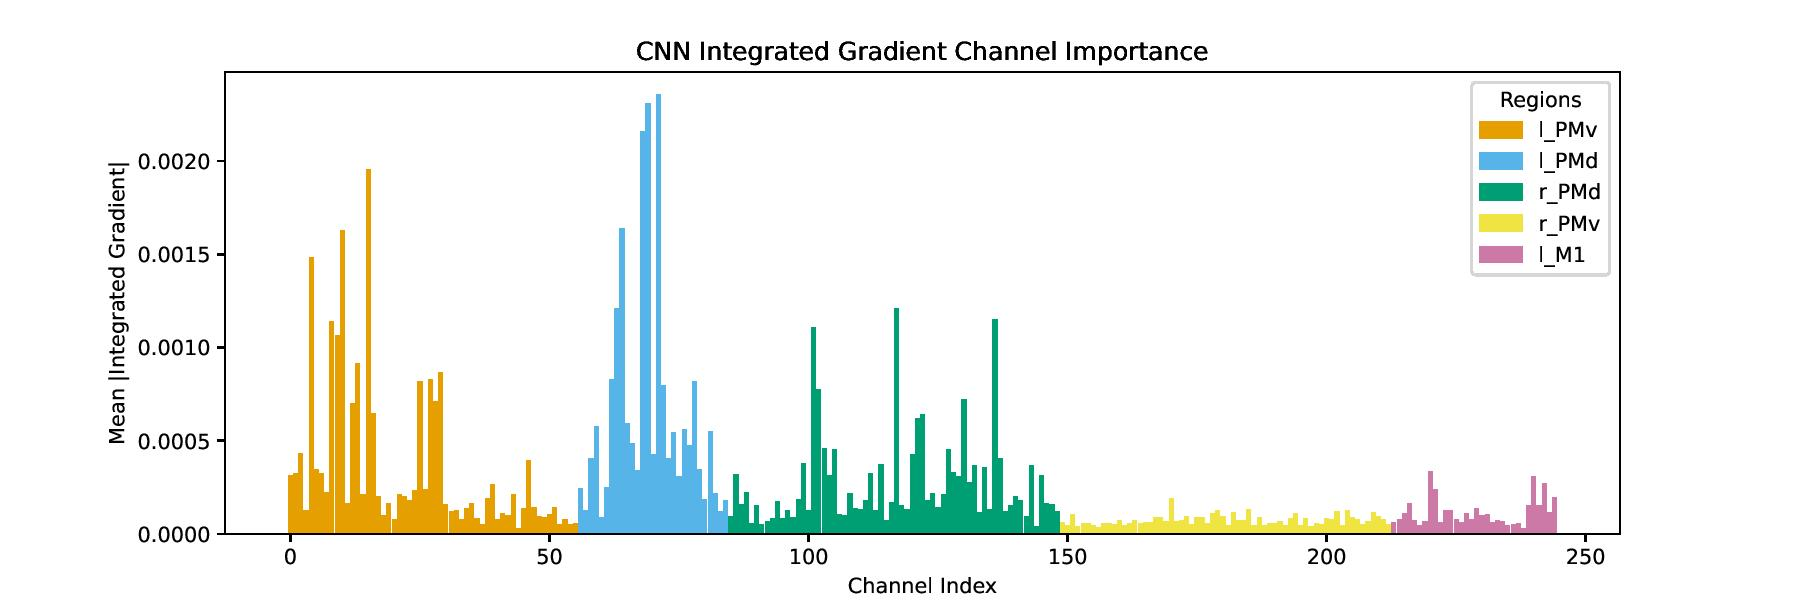 CNN Integrated Gradient Channel Importance
Mean |Integrated Gradient|
0.0020
0.0015
0.0010
0.0005
0.0000
0
50
100
150
200
250
Channel Index
Regions
l_PMv
l_PMd
r_PMd
r_PMv
l_M1